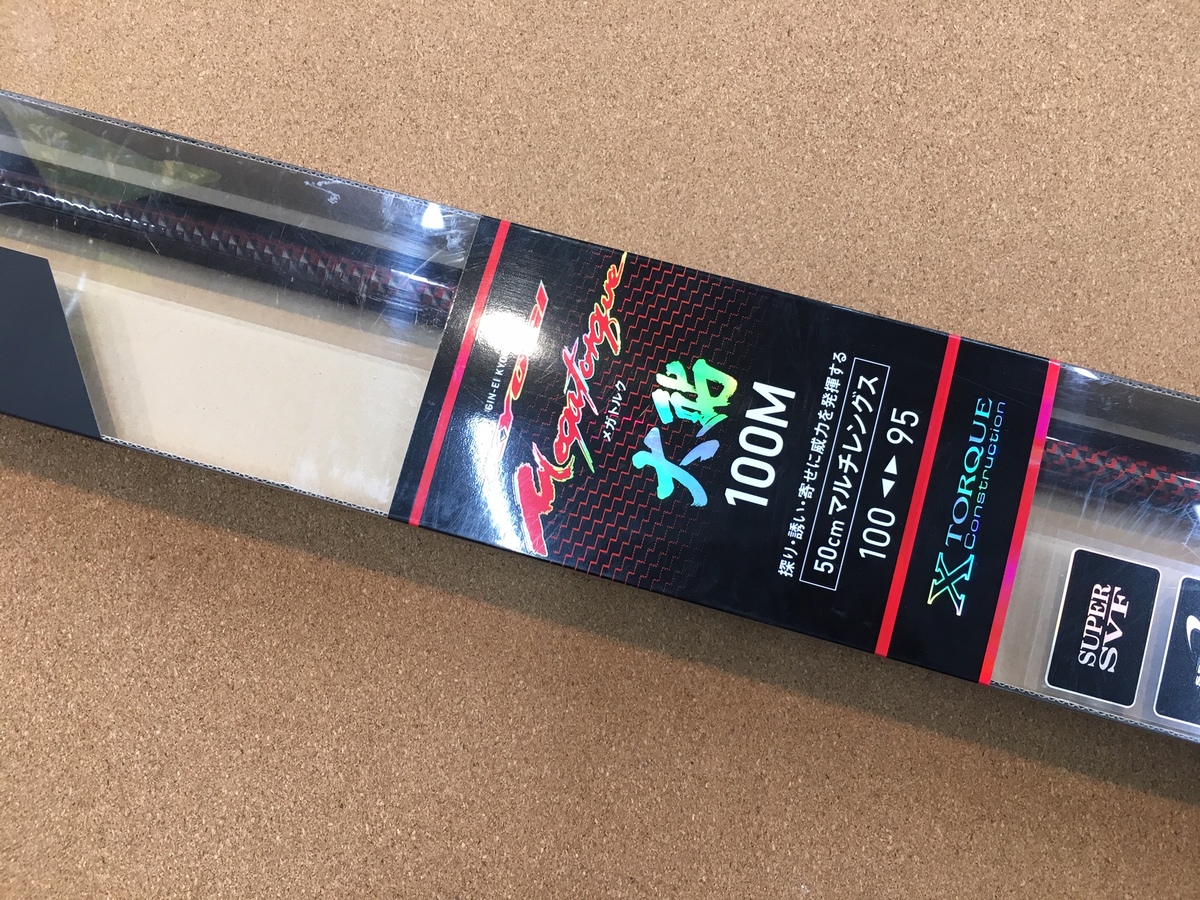 GIN-EI KYO
MegaTorque
メガトルク
大鮎
100M
探り・誘い・寄せに威力を発揮する
50cmマルチレングス
100 ◀▶ 95
X TORQUE
Construction
SUPER
SVF